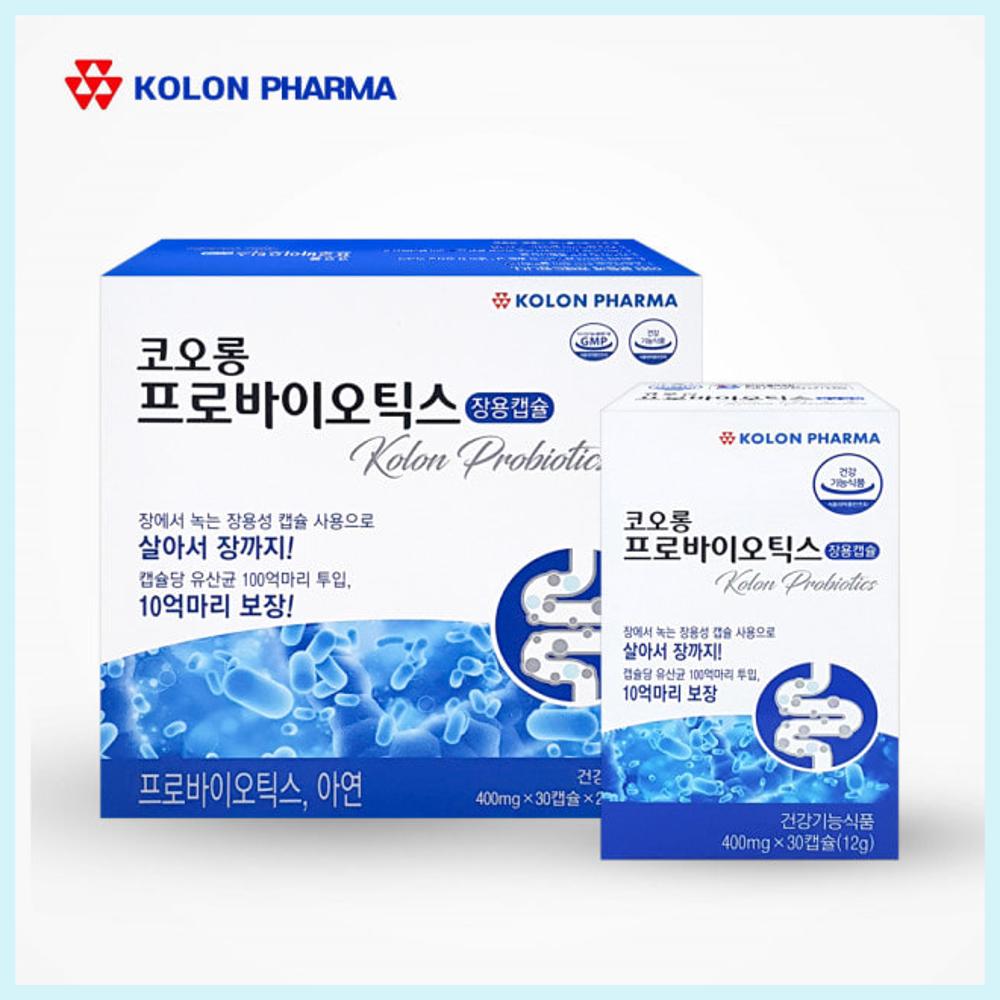 KOLON PHARMA
KOLON PHARMA
GMP
건강
기능식품
코오롱
프로바이오틱스 장용캡슐
Kolon Probiotics
장에서 녹는 장용성 캡슐 사용으로
살아서 장까지!
캡슐당 유산균 100억마리 투입,
10억마리 보장!
프로바이오틱스, 아연
400mg×30캡슐×2
KOLON PHARMA
건강
기능식품
코오롱
프로바이오틱스 장용캡슐
Kolon Probiotics
장에서 녹는 장용성 캡슐 사용으로
살아서 장까지!
캡슐당 유산균 100억마리 투입,
10억마리 보장
건강기능식품
400mg×30캡슐(12g)